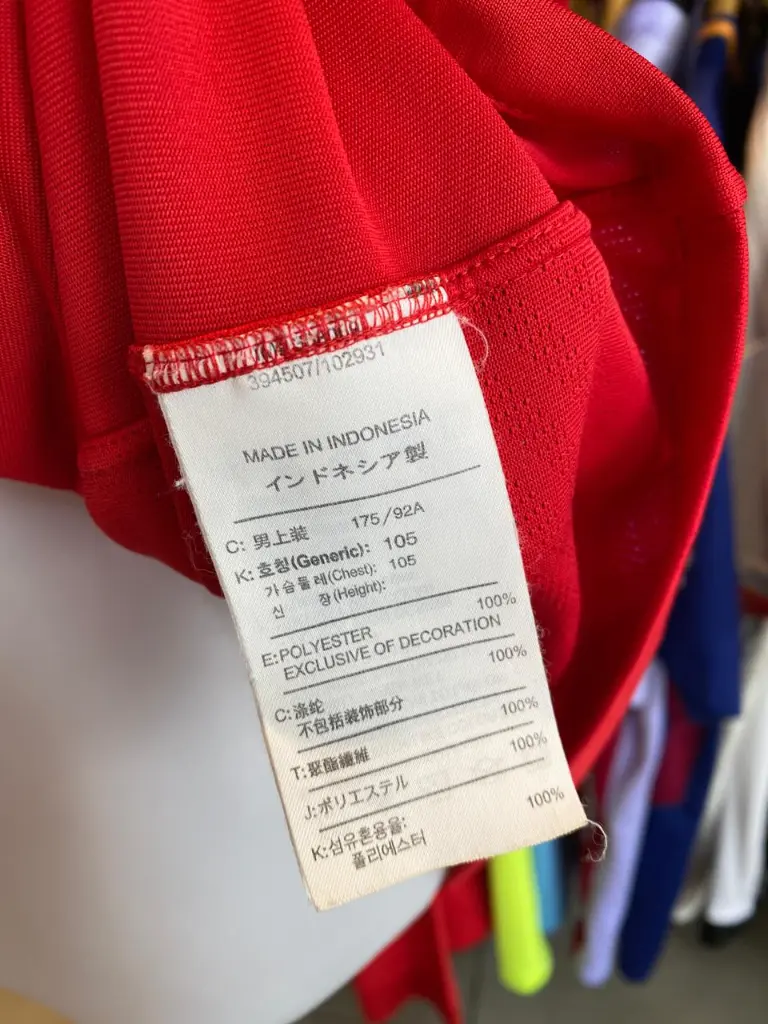 394507/102931
MADE IN INDONESIA
インドネシア製
C: 男上装 175/92A
K: 호칭(Generic): 105
가슴둘레(Chest): 105
신 장(Height):
E:POLYESTER 100%
EXCLUSIVE OF DECORATION
C:涤纶 100%
不包括装饰部分
T:聚酯纖維 100%
J:ポリエステル 100%
K:섬유혼용율:
폴리에스터 100%